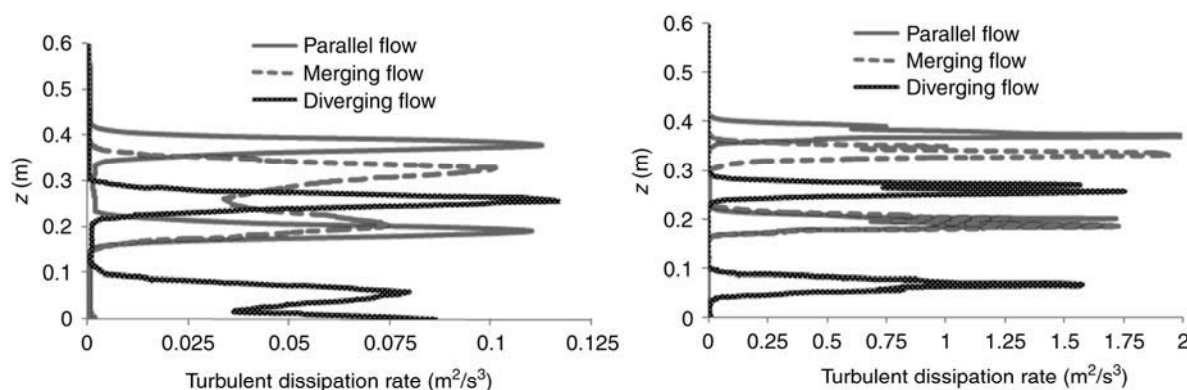 0.6
0.5
0.4
0.3
0.2
0.1
0
z (m)
Parallel flow
Merging flow
Diverging flow
0 0.025 0.025 0.075 0.1 0.125
Turbulent dissipation rate (m²/s³)
0.6
0.5
0.4
0.3
0.2
0.1
0
z (m)
Parallel flow
Merging flow
Diverging flow
0 0.25 0.5 0.75 1 1.25 1.5 1.75 2
Turbulent dissipation rate (m²/s³)